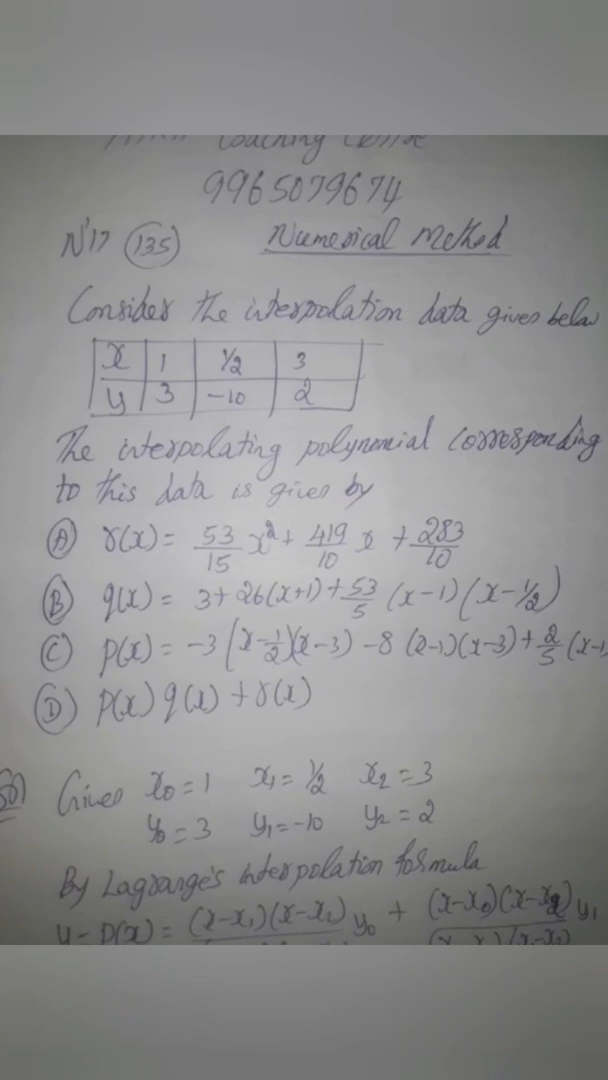 Coaching Centre
9965079674
N'17 (135) Numerical Method
Consider the interpolation data given below
x | 1 | 1/2 | 3
y | 3 | -10 | 2
The interpolating polynomial corresponding
to this data is given by
(A) r(x) = 53/15 x² + 419/10 x + 283/10
(B) q(x) = 3+26(x+1)+53/5 (x-1)(x-1/2)
(C) p(x) = -3(x-1/2)(x-3) -8(x-1)(x-3)+2/5(x-1)
(D) p(x) q(x) + r(x)
Given x₀ = 1 x₁ = 1/2 x₂ = 3
y₀ = 3 y₁ = -10 y₂ = 2
By Lagrange's interpolation formula
y = P(x) = (x-x₁)(x-x₂) y₀ + (x-x₀)(x-x₂) y₁